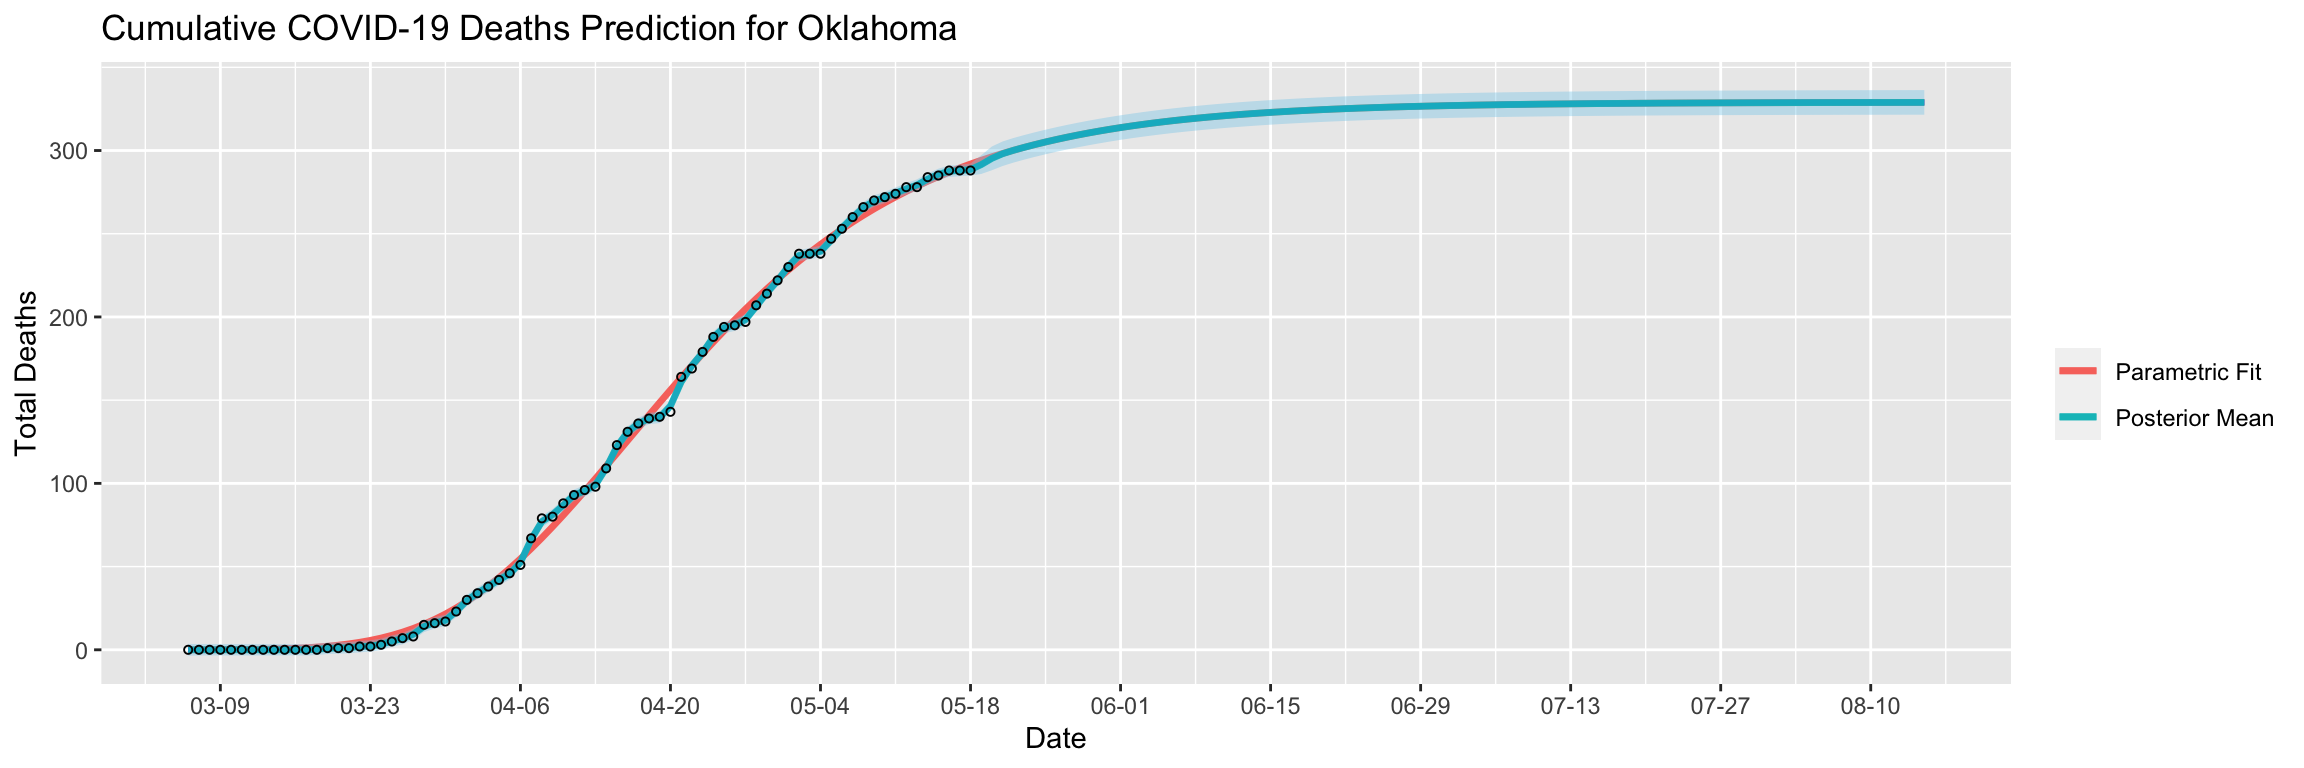 Cumulative COVID-19 Deaths Prediction for Oklahoma
Total Deaths
300
200
100
0
03-09 03-23 04-06 04-20 05-04 05-18 06-01 06-15 06-29 07-13 07-27 08-10
Date
Parametric Fit
Posterior Mean